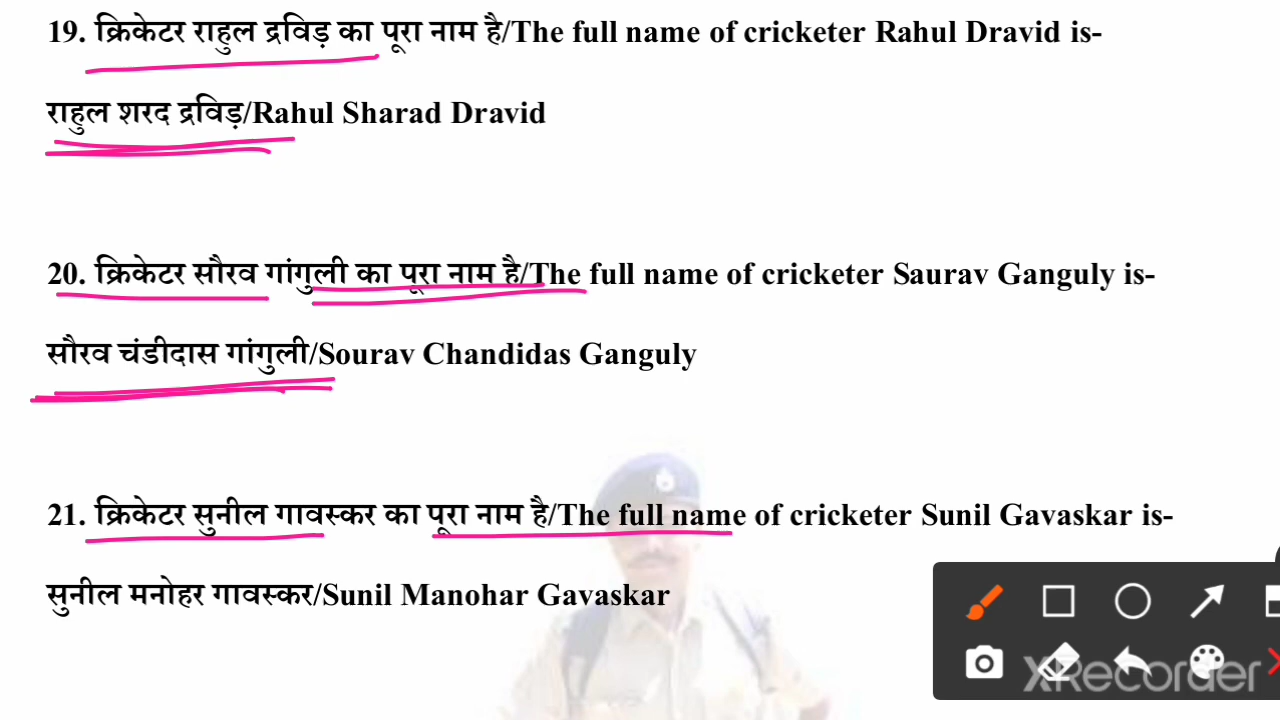 19. क्रिकेटर राहुल द्रविड़ का पूरा नाम है/The full name of cricketer Rahul Dravid is-
राहुल शरद द्रविड़/Rahul Sharad Dravid
20. क्रिकेटर सौरव गांगुली का पूरा नाम है/The full name of cricketer Saurav Ganguly is-
सौरव चंडीदास गांगुली/Sourav Chandidas Ganguly
21. क्रिकेटर सुनील गावस्कर का पूरा नाम है/The full name of cricketer Sunil Gavaskar is-
सुनील मनोहर गावस्कर/Sunil Manohar Gavaskar
XRecorder